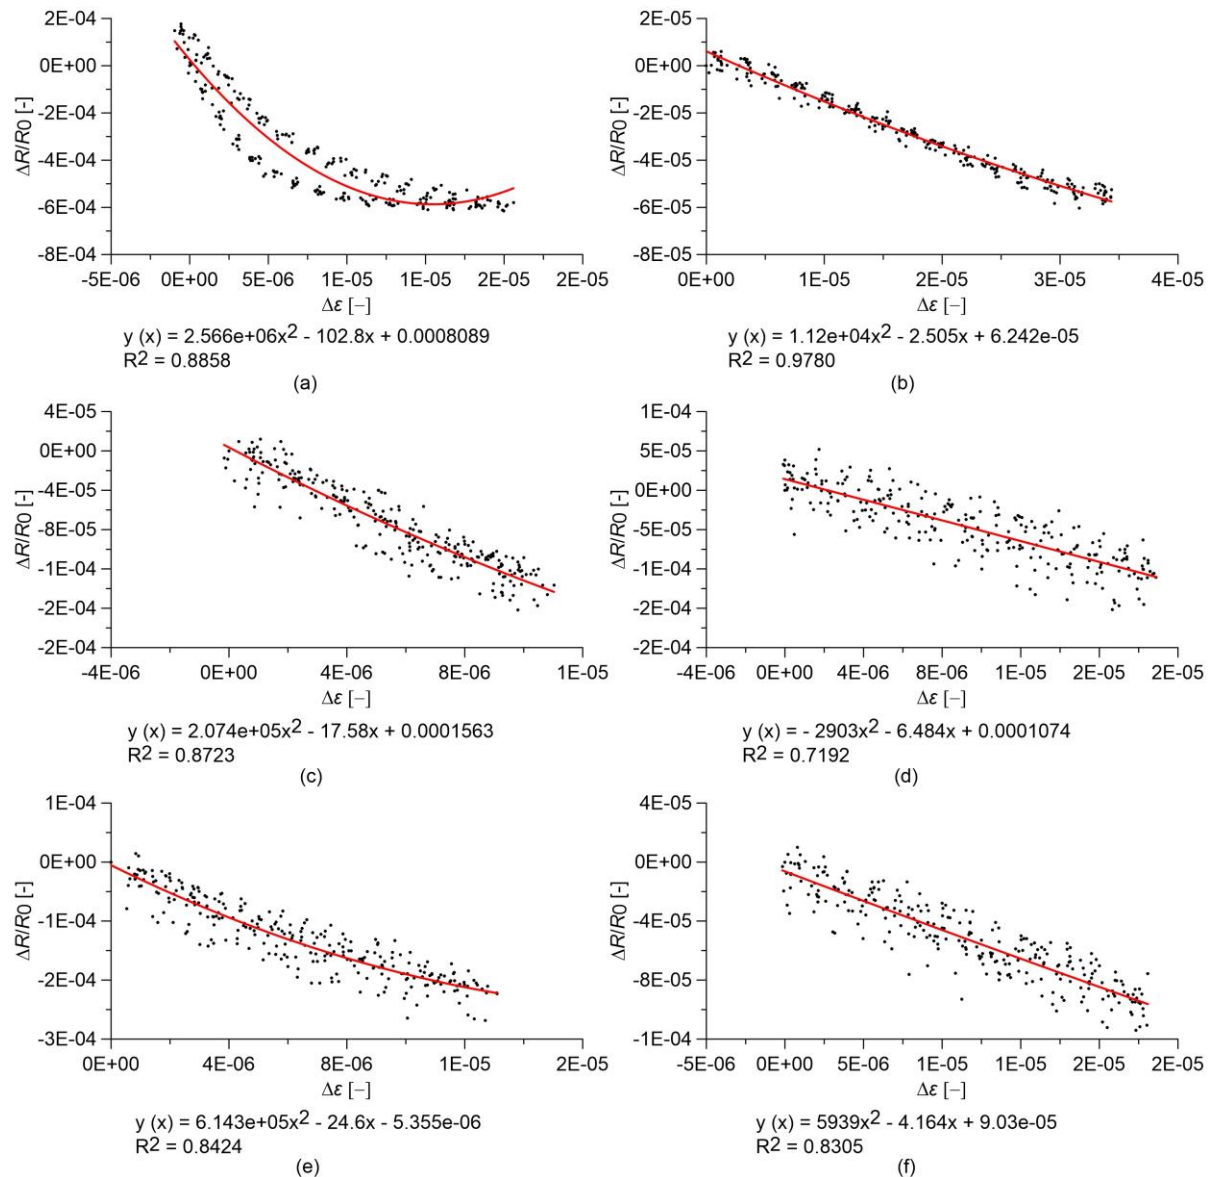 2E-04
0E+00
-2E-04
-4E-04
-6E-04
-8E-04
ΔR/R0 [-]
-5E-06 0E+00 5E-06 1E-05 1E-05 2E-05 2E-05
Δε [–]
y (x) = 2.566e+06x² - 102.8x + 0.0008089
R² = 0.8858
(a)
2E-05
0E+00
-2E-05
-4E-05
-6E-05
-8E-05
ΔR/R0 [-]
0E+00 1E-05 2E-05 3E-05 4E-05
Δε [–]
y (x) = 1.12e+04x² - 2.505x + 6.242e-05
R² = 0.9780
(b)
4E-05
0E+00
-4E-05
-8E-05
-1E-04
-2E-04
-2E-04
ΔR/R0 [-]
-4E-06 0E+00 4E-06 8E-06 1E-05
Δε [–]
y (x) = 2.074e+05x² - 17.58x + 0.0001563
R² = 0.8723
(c)
1E-04
5E-05
0E+00
-5E-05
-1E-04
-2E-04
-2E-04
ΔR/R0 [-]
-4E-06 0E+00 4E-06 8E-06 1E-05 2E-05 2E-05
Δε [–]
y (x) = - 2903x² - 6.484x + 0.0001074
R² = 0.7192
(d)
1E-04
0E+00
-1E-04
-2E-04
-3E-04
ΔR/R0 [-]
0E+00 4E-06 8E-06 1E-05 2E-05
Δε [–]
y (x) = 6.143e+05x² - 24.6x - 5.355e-06
R² = 0.8424
(e)
4E-05
0E+00
-4E-05
-8E-05
-1E-04
ΔR/R0 [-]
-5E-06 0E+00 5E-06 1E-05 1E-05 2E-05 2E-05
Δε [–]
y (x) = 5939x² - 4.164x + 9.03e-05
R² = 0.8305
(f)